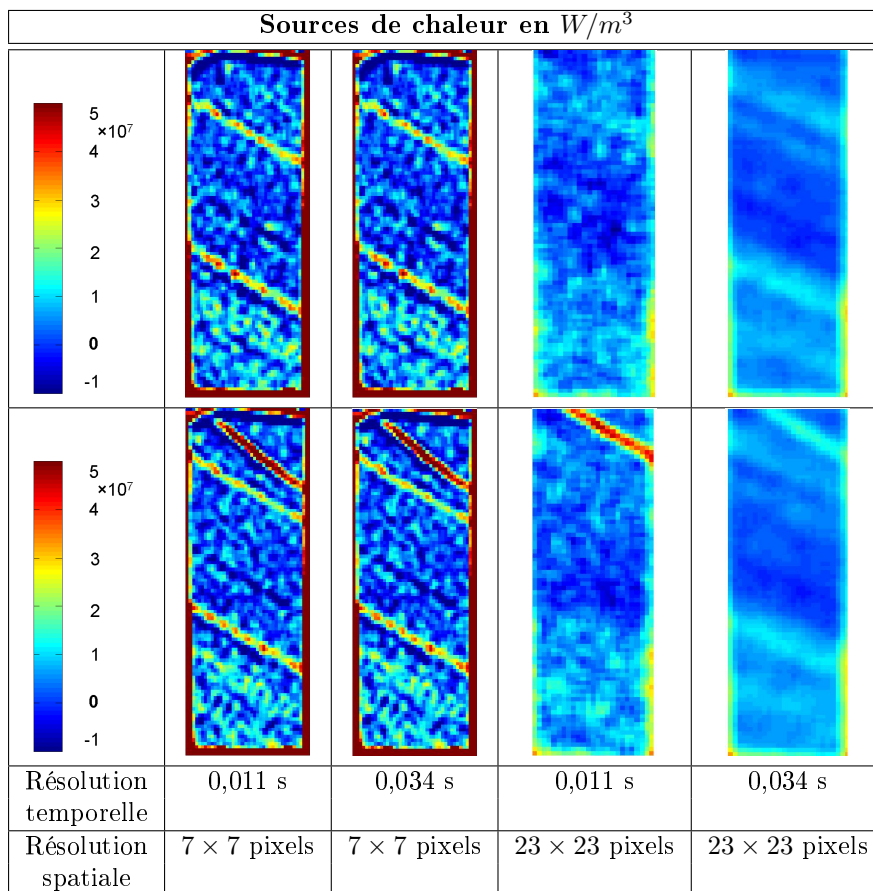 Sources de chaleur en W/m³
5
×10⁷
4
3
2
1
0
-1
5
×10⁷
4
3
2
1
0
-1
Résolution temporelle
0,011 s
0,034 s
0,011 s
0,034 s
Résolution spatiale
7 × 7 pixels
7 × 7 pixels
23 × 23 pixels
23 × 23 pixels